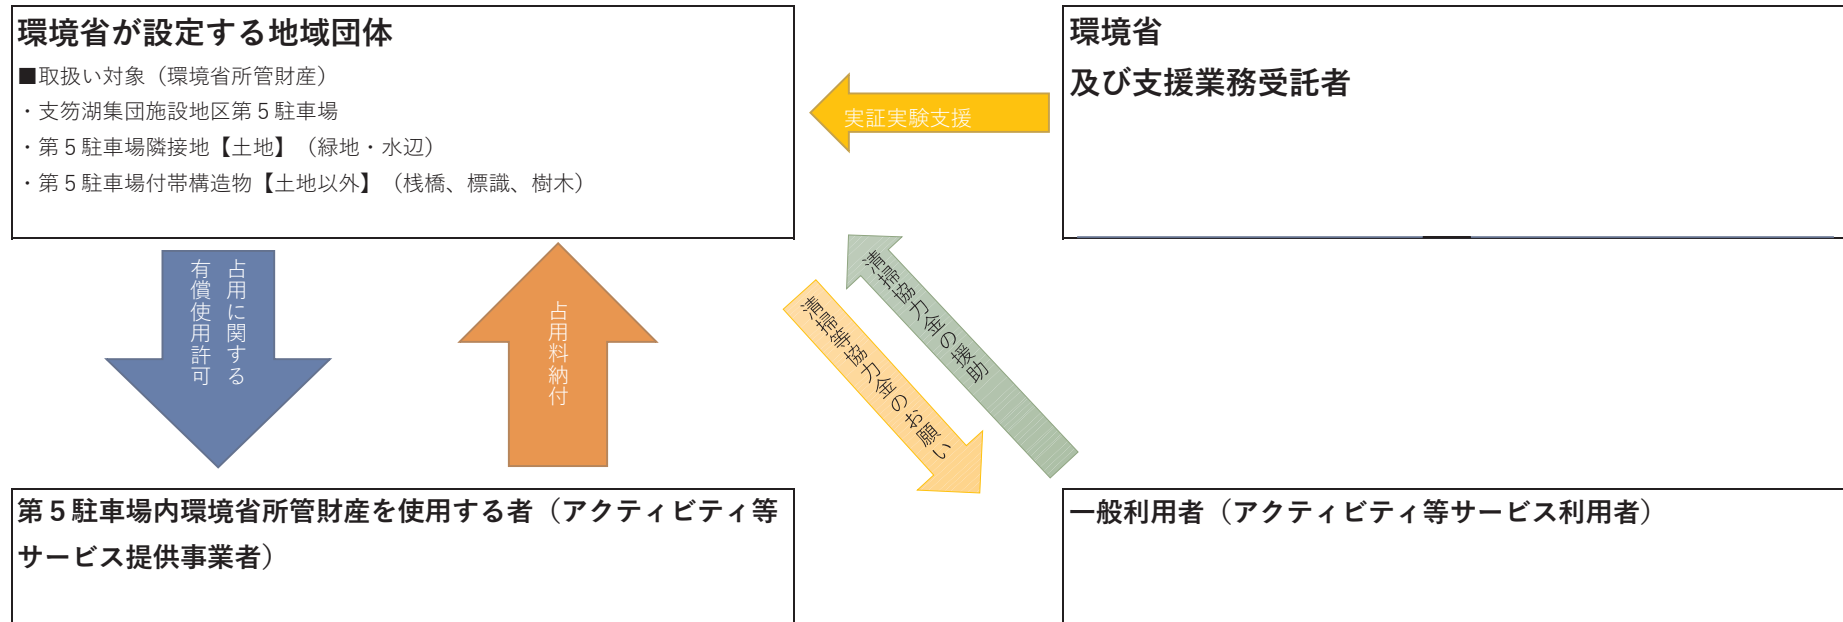 環境省が設定する地域団体
■取扱い対象（環境省所管財産）
・支笏湖集団施設地区第５駐車場
・第５駐車場隣接地【土地】（緑地・水辺）
・第５駐車場付帯構造物【土地以外】（桟橋、標識、樹木）
実証実験支援
環境省
及び支援業務受託者
占用に関する
有償使用許可
占用料納付
清掃等協力金のお願い
清掃協力金の援助
第５駐車場内環境省所管財産を使用する者（アクティビティ等
サービス提供事業者）
一般利用者（アクティビティ等サービス利用者）